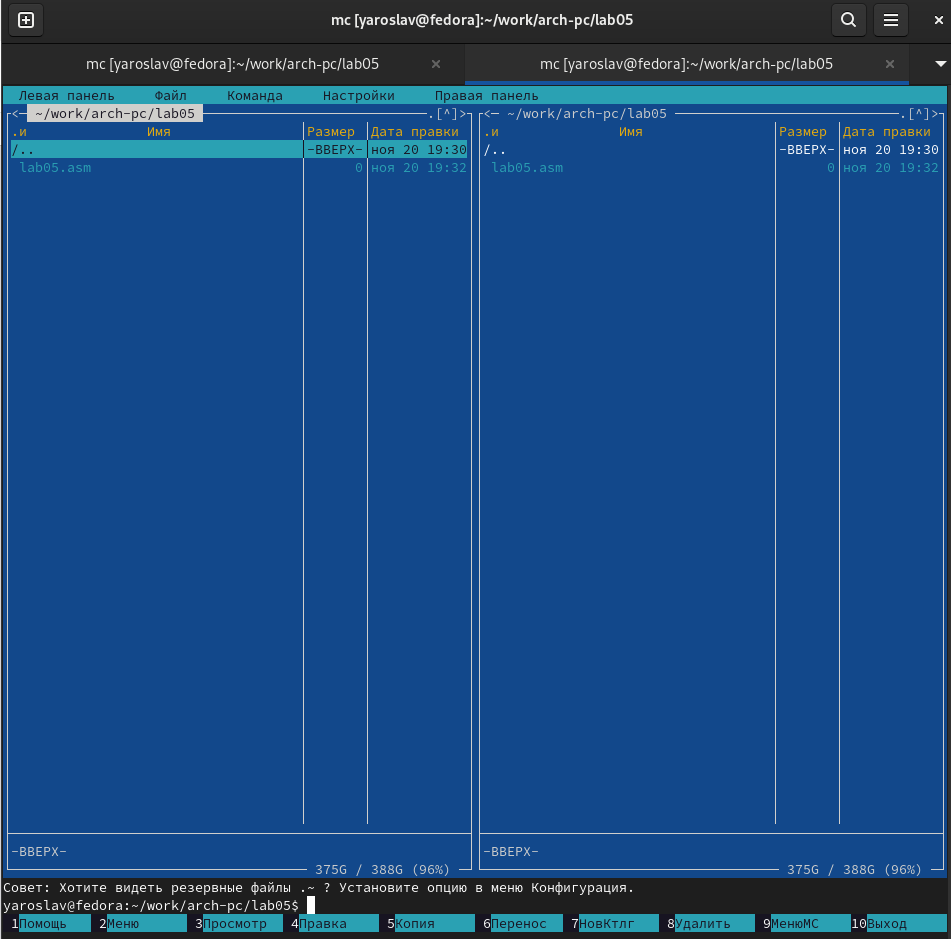 mc [yaroslav@fedora]:~/work/arch-pc/lab05
mc [yaroslav@fedora]:~/work/arch-pc/lab05 × mc [yaroslav@fedora]:~/work/arch-pc/lab05 ×
Левая панель Файл Команда Настройки Правая панель
<─ ~/work/arch-pc/lab05 .[^]> <─ ~/work/arch-pc/lab05 .[^]>
.и Имя Размер Дата правки .и Имя Размер Дата правки
/.. -ВВЕРХ- ноя 20 19:30 /.. -ВВЕРХ- ноя 20 19:30
lab05.asm 0 ноя 20 19:32 lab05.asm 0 ноя 20 19:32
-ВВЕРХ- -ВВЕРХ-
375G / 388G (96%) 375G / 388G (96%)
Совет: Хотите видеть резервные файлы .~ ? Установите опцию в меню Конфигурация.
yaroslav@fedora:~/work/arch-pc/lab05$
1Помощь 2Меню 3Просмотр 4Правка 5Копия 6Перенос 7НовКтлг 8Удалить 9МенюMC 10Выход